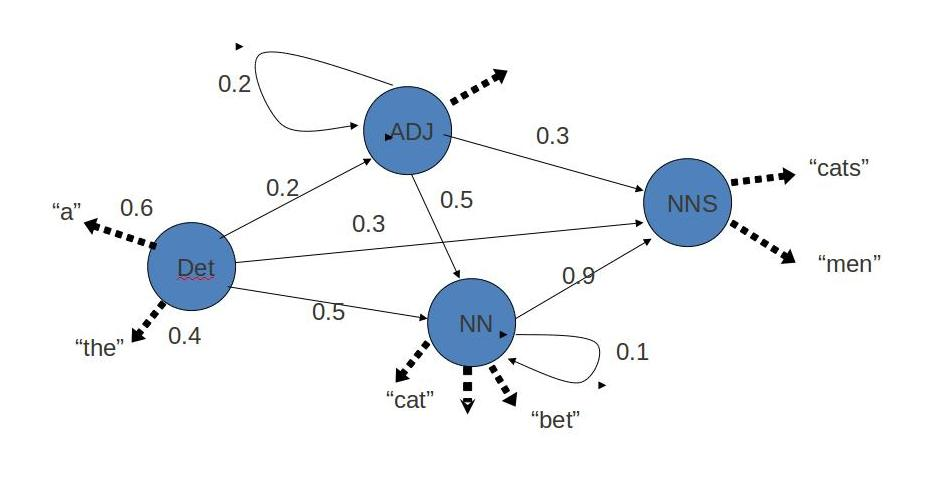 0.2
ADJ
0.3
“cats”
0.2
0.5
NNS
“a”
0.6
0.3
“men”
Det
0.9
0.5
NN
“the”
0.4
0.1
“cat”
“bet”